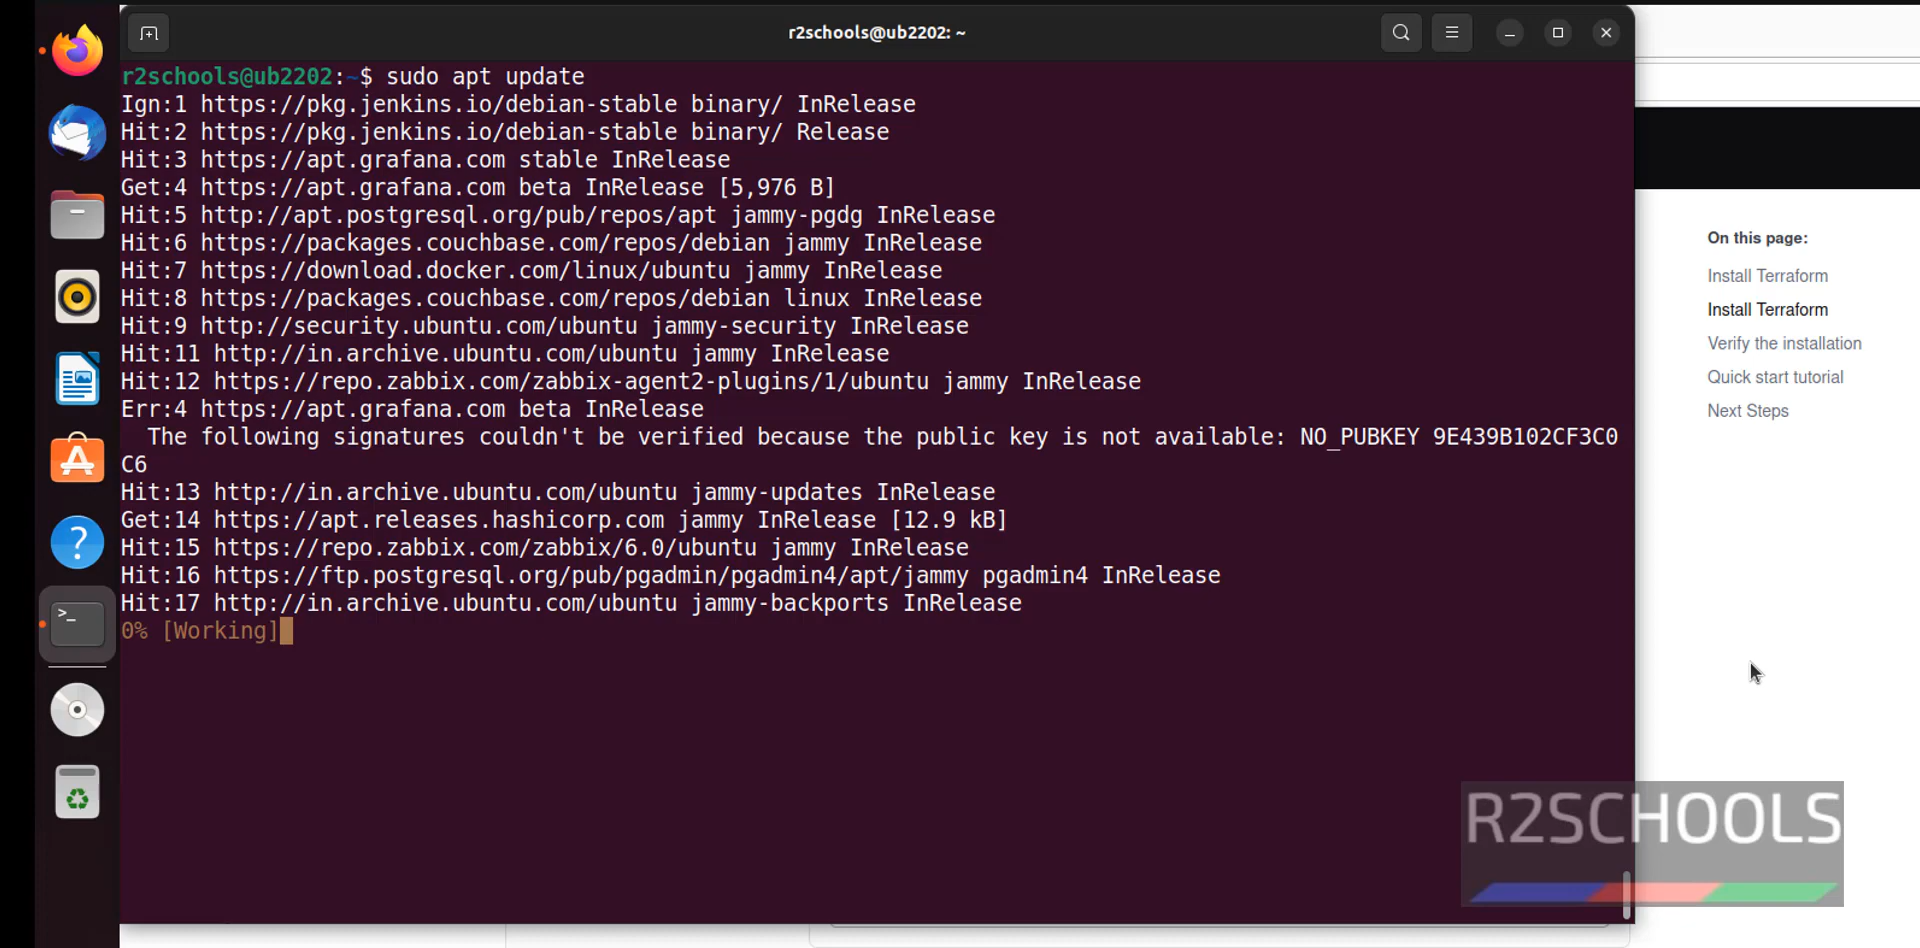 r2schools@ub2202: ~
r2schools@ub2202:~$ sudo apt update
Ign:1 https://pkg.jenkins.io/debian-stable binary/ InRelease
Hit:2 https://pkg.jenkins.io/debian-stable binary/ Release
Hit:3 https://apt.grafana.com stable InRelease
Get:4 https://apt.grafana.com beta InRelease [5,976 B]
Hit:5 http://apt.postgresql.org/pub/repos/apt jammy-pgdg InRelease
Hit:6 https://packages.couchbase.com/repos/debian jammy InRelease
Hit:7 https://download.docker.com/linux/ubuntu jammy InRelease
Hit:8 https://packages.couchbase.com/repos/debian linux InRelease
Hit:9 http://security.ubuntu.com/ubuntu jammy-security InRelease
Hit:11 http://in.archive.ubuntu.com/ubuntu jammy InRelease
Hit:12 https://repo.zabbix.com/zabbix-agent2-plugins/1/ubuntu jammy InRelease
Err:4 https://apt.grafana.com beta InRelease
The following signatures couldn't be verified because the public key is not available: NO_PUBKEY 9E439B102CF3C0
C6
Hit:13 http://in.archive.ubuntu.com/ubuntu jammy-updates InRelease
Get:14 https://apt.releases.hashicorp.com jammy InRelease [12.9 kB]
Hit:15 https://repo.zabbix.com/zabbix/6.0/ubuntu jammy InRelease
Hit:16 https://ftp.postgresql.org/pub/pgadmin/pgadmin4/apt/jammy pgadmin4 InRelease
Hit:17 http://in.archive.ubuntu.com/ubuntu jammy-backports InRelease
0% [Working]
On this page:
Install Terraform
Install Terraform
Verify the installation
Quick start tutorial
Next Steps
R2SCHOOLS